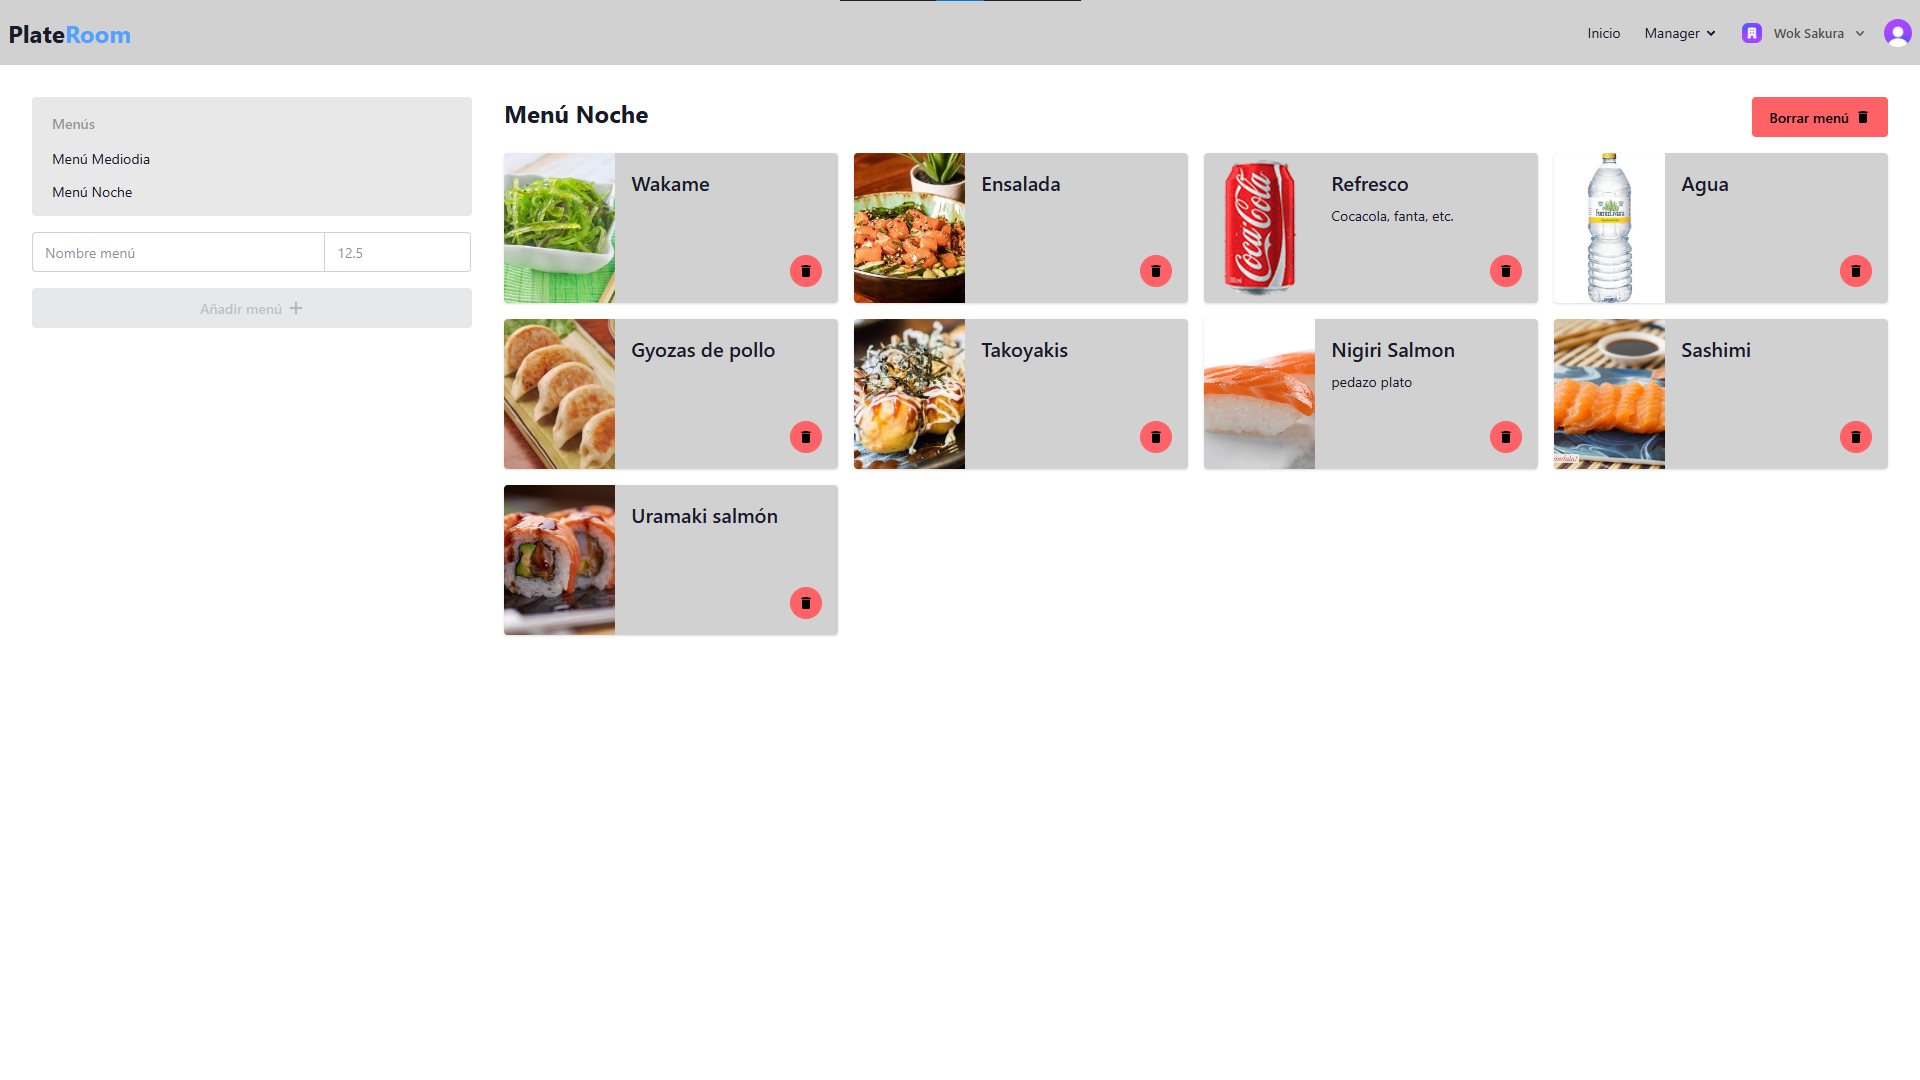 PlateRoom
Inicio
Manager
Wok Sakura
Menús
Menú Mediodia
Menú Noche
Nombre menú
12.5
Añadir menú
Menú Noche
Borrar menú
Wakame
Ensalada
Refresco
Cocacola, fanta, etc.
Coca-Cola
Agua
Gyozas de pollo
Takoyakis
Nigiri Salmon
pedazo plato
Sashimi
Uramaki salmón